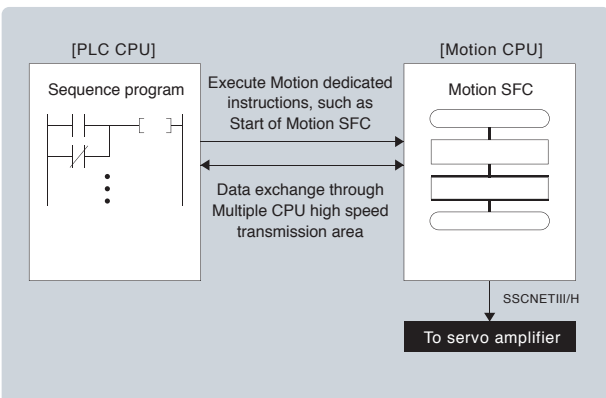 [PLC CPU]
[Motion CPU]
Sequence program
Execute Motion dedicated
instructions, such as
Start of Motion SFC
Motion SFC
Data exchange through
Multiple CPU high speed
transmission area
SSCNETIII/H
To servo amplifier